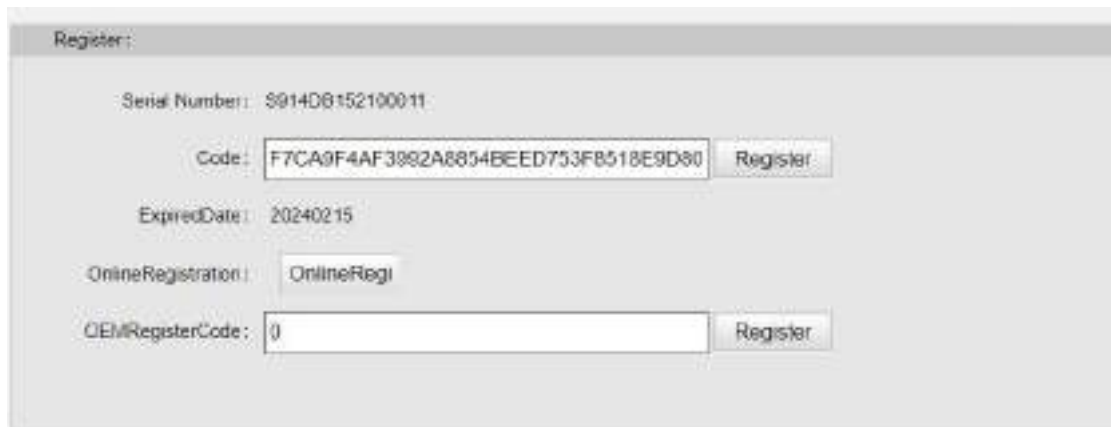 Register:
Serial Number: S914DB152100011
Code: F7CA9F4AF3992A8854BEED753F8518E9D80 Register
ExpiredDate: 20240215
OnlineRegistration: OnlineRegi
OEMRegisterCode: 0 Register